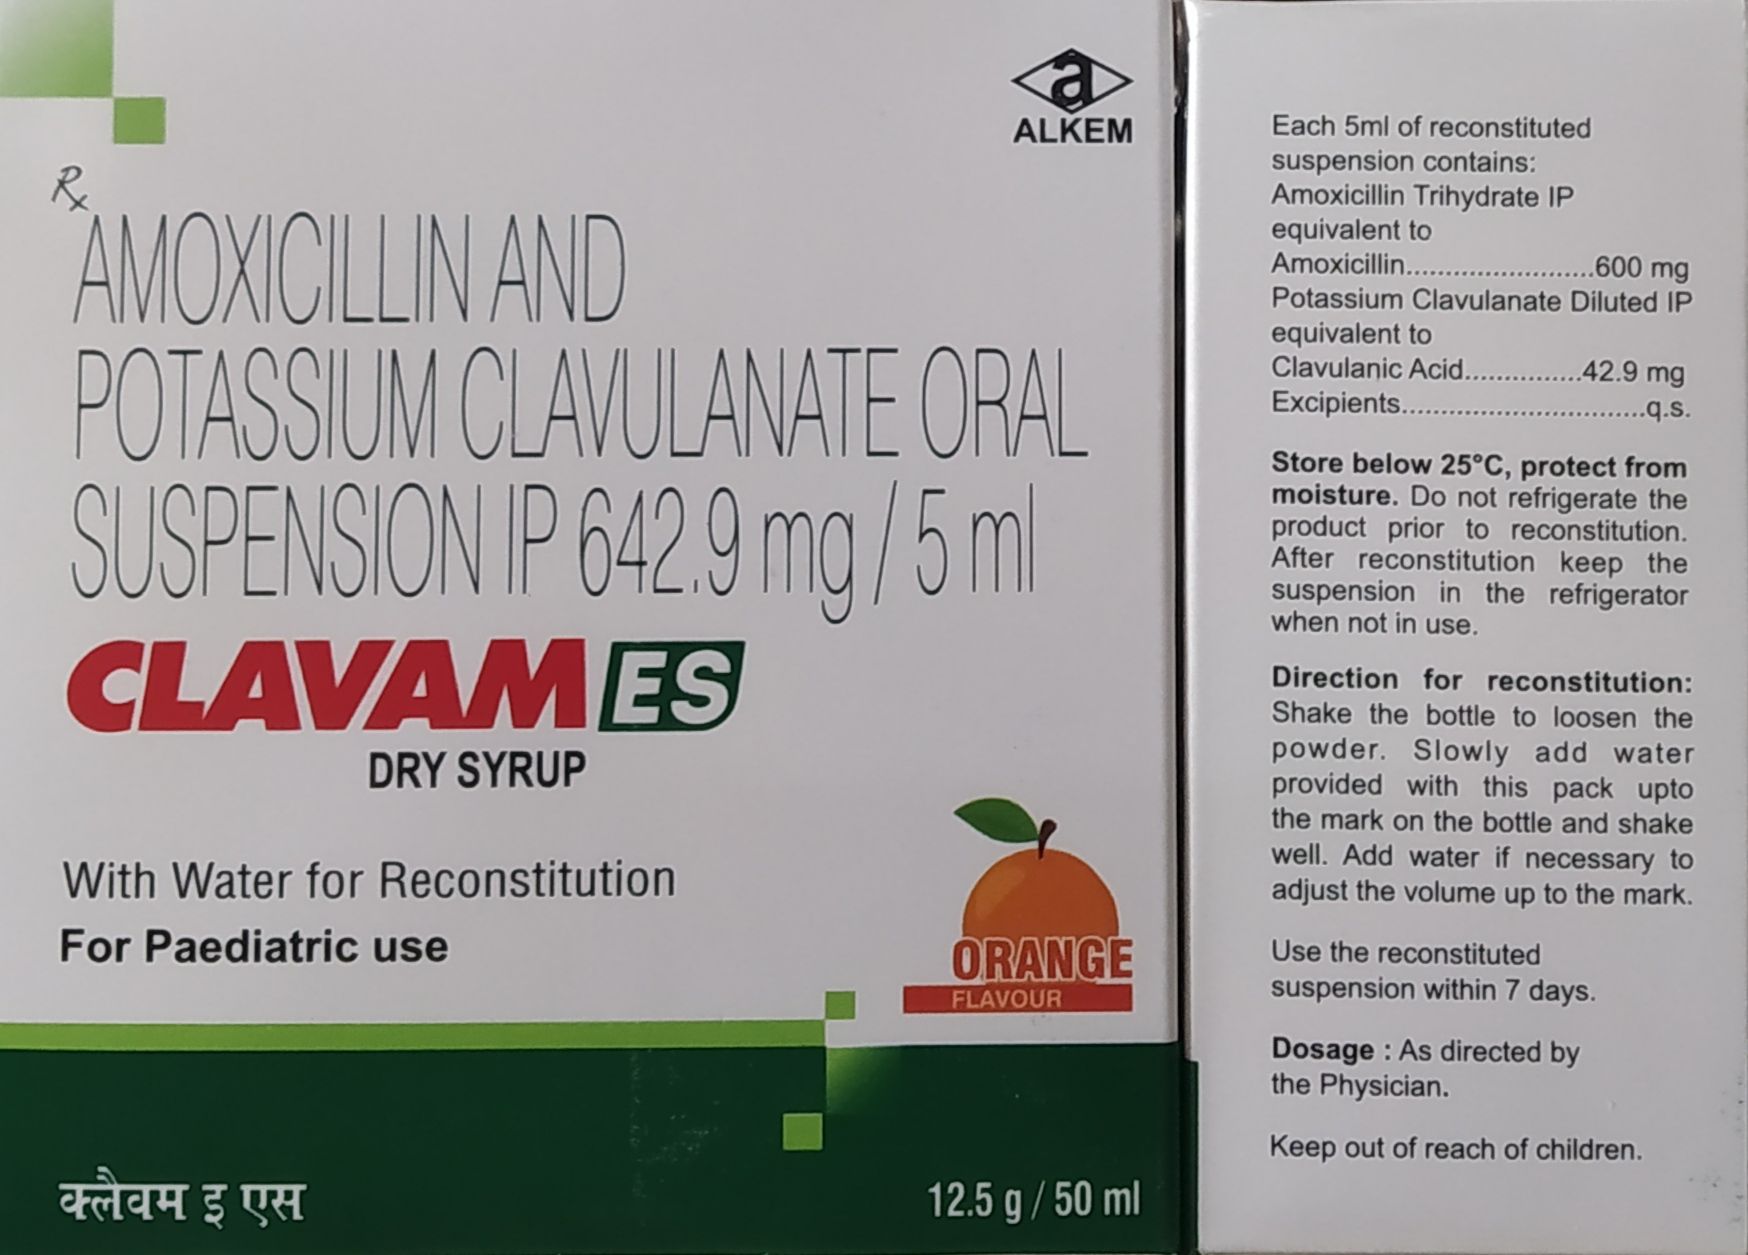 a
ALKEM
Rx
AMOXICILLIN AND
POTASSIUM CLAVULANATE ORAL
SUSPENSION IP 642.9 mg / 5 ml
CLAVAM ES
DRY SYRUP
With Water for Reconstitution
For Paediatric use
ORANGE
FLAVOUR
क्लैवम इ एस
12.5 g / 50 ml
Each 5ml of reconstituted
suspension contains:
Amoxicillin Trihydrate IP
equivalent to
Amoxicillin........................600 mg
Potassium Clavulanate Diluted IP
equivalent to
Clavulanic Acid...............42.9 mg
Excipients...............................q.s.
Store below 25°C, protect from
moisture. Do not refrigerate the
product prior to reconstitution.
After reconstitution keep the
suspension in the refrigerator
when not in use.
Direction for reconstitution:
Shake the bottle to loosen the
powder. Slowly add water
provided with this pack upto
the mark on the bottle and shake
well. Add water if necessary to
adjust the volume up to the mark.
Use the reconstituted
suspension within 7 days.
Dosage : As directed by
the Physician.
Keep out of reach of children.